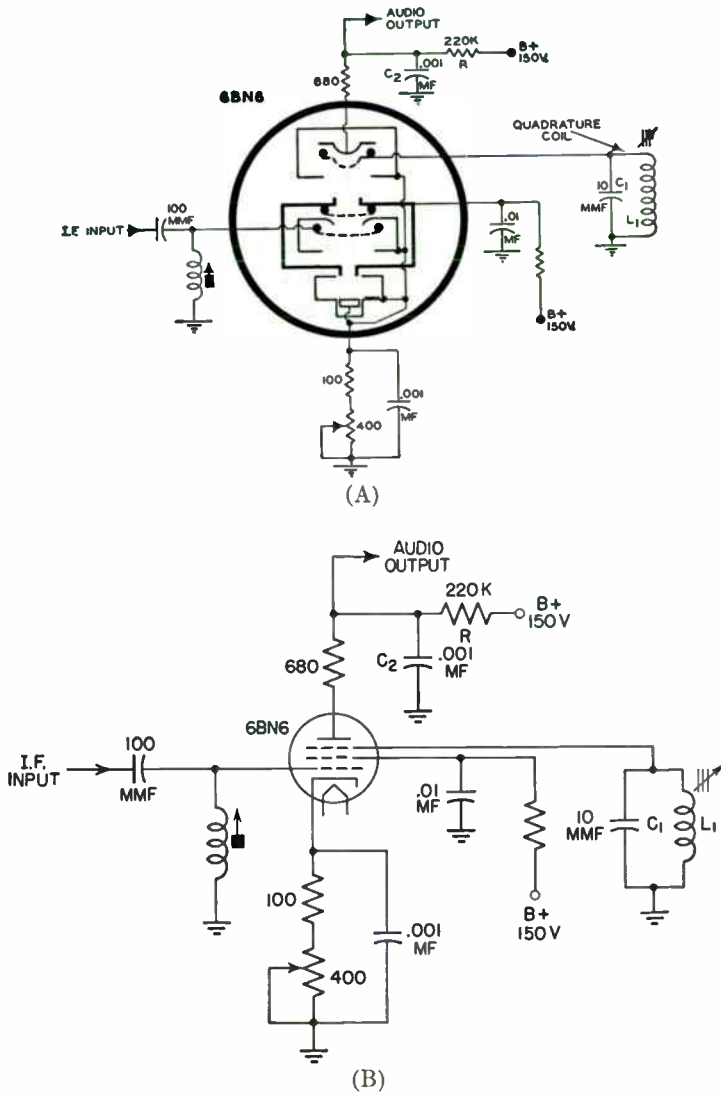 AUDIO
OUTPUT
220K
B+
150V.
R
.001
C2
MF
680
6BN6
QUADRATURE
COIL
100
MMF
I.F. INPUT
10
C1
MMF
L1
.01
MF
B+
150V.
100
.001
MF
400
(A)
AUDIO
OUTPUT
220K
B+
150V
R
680
C2
.001
MF
6BN6
I.F.
INPUT
100
MMF
.01
MF
10
MMF
C1
L1
B+
150V
100
.001
MF
400
(B)